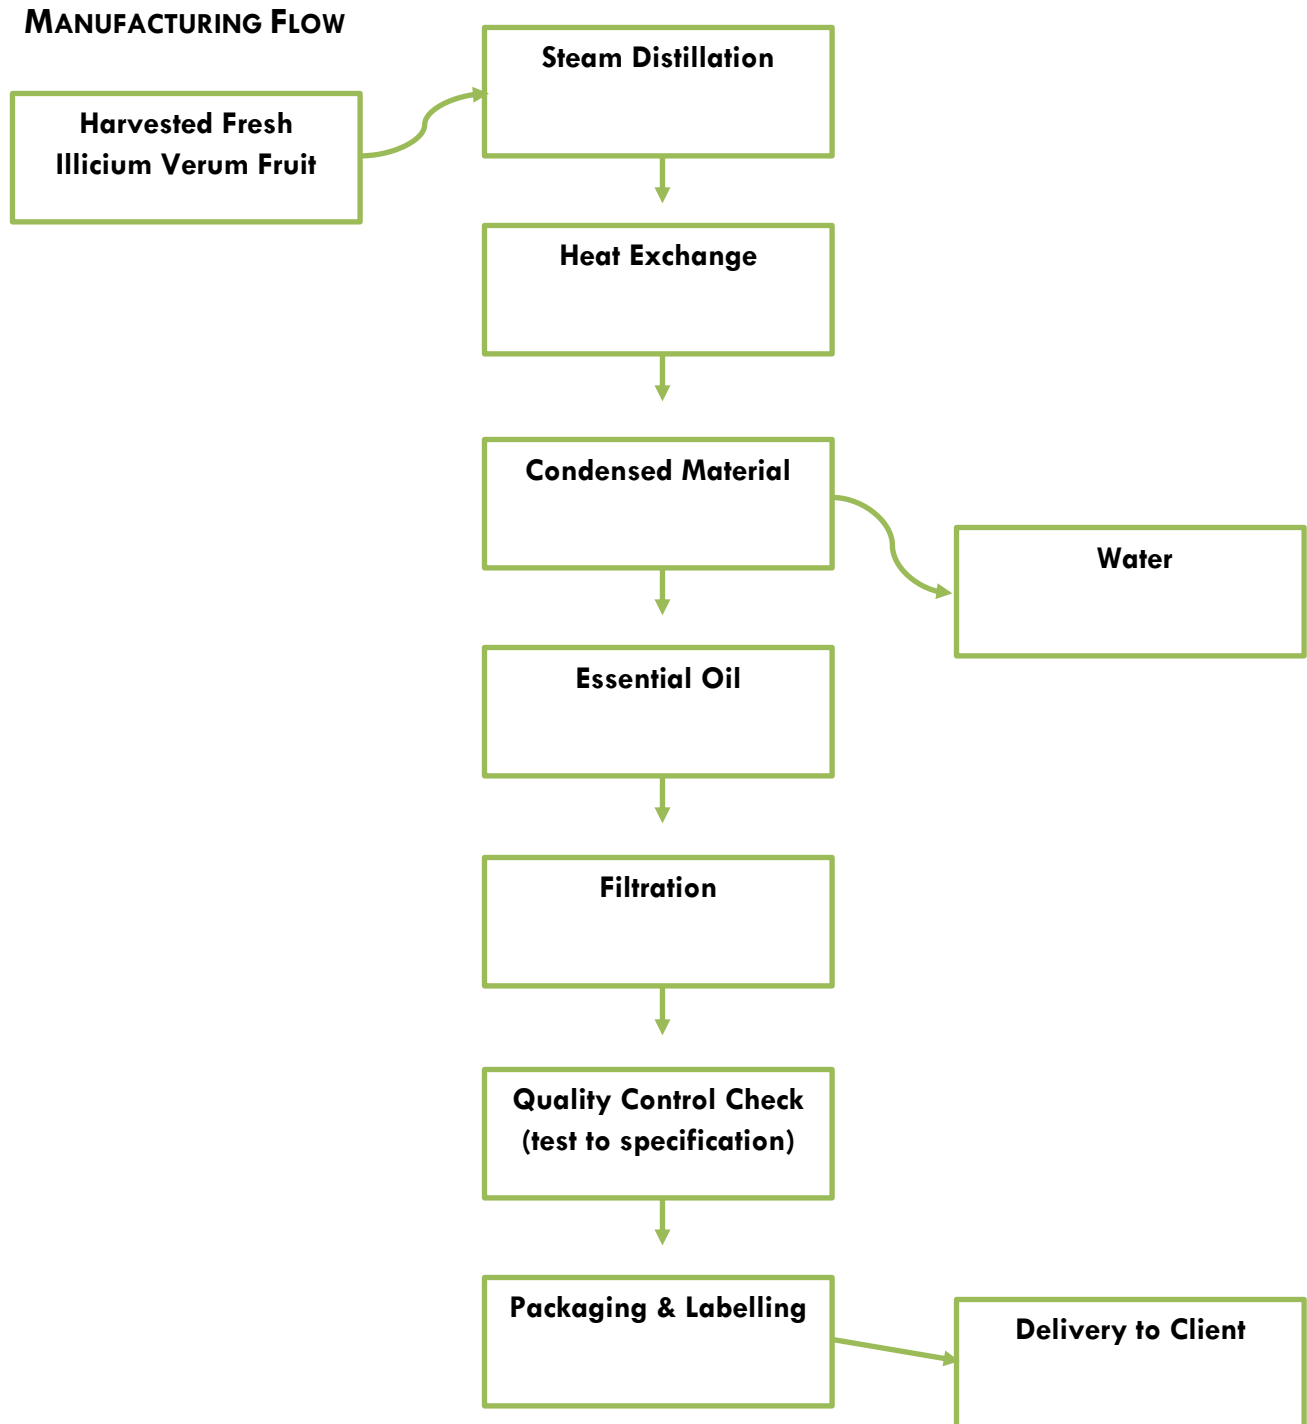 MANUFACTURING FLOW
Harvested Fresh
Illicium Verum Fruit
Steam Distillation
Heat Exchange
Condensed Material
Water
Essential Oil
Filtration
Quality Control Check
(test to specification)
Packaging & Labelling
Delivery to Client